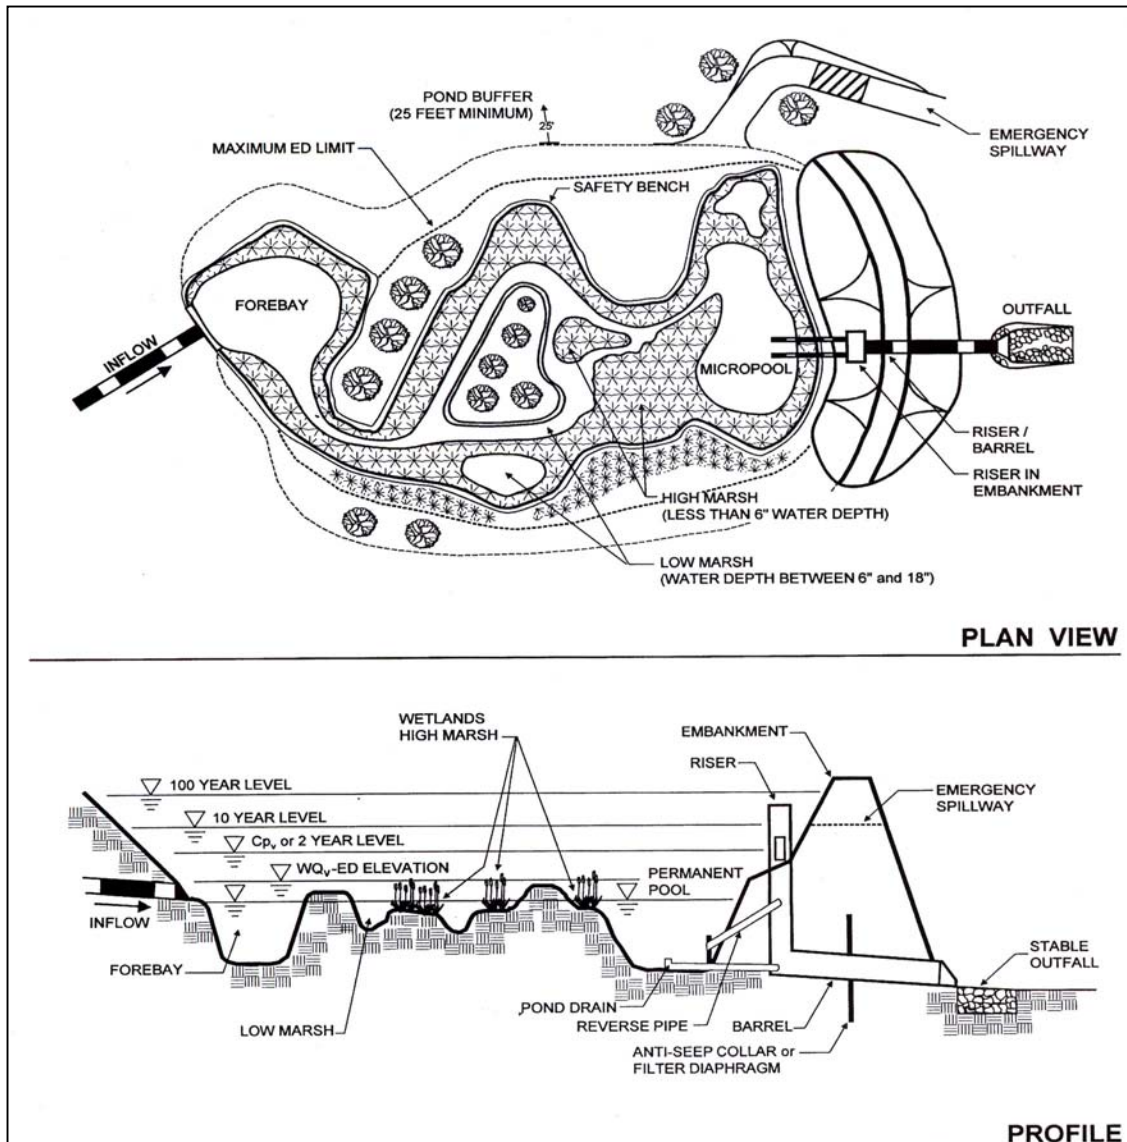 POND BUFFER
(25 FEET MINIMUM)
25'
MAXIMUM ED LIMIT
EMERGENCY
SPILLWAY
SAFETY BENCH
FOREBAY
INFLOW
OUTFALL
MICROPOOL
RISER /
BARREL
RISER IN
EMBANKMENT
HIGH MARSH
(LESS THAN 6" WATER DEPTH)
LOW MARSH
(WATER DEPTH BETWEEN 6" and 18")
PLAN VIEW
WETLANDS
HIGH MARSH
EMBANKMENT
RISER
100 YEAR LEVEL
EMERGENCY
SPILLWAY
10 YEAR LEVEL
Cpv or 2 YEAR LEVEL
WQv-ED ELEVATION
PERMANENT
POOL
INFLOW
FOREBAY
STABLE
OUTFALL
POND DRAIN
REVERSE PIPE
BARREL
LOW MARSH
ANTI-SEEP COLLAR or
FILTER DIAPHRAGM
PROFILE